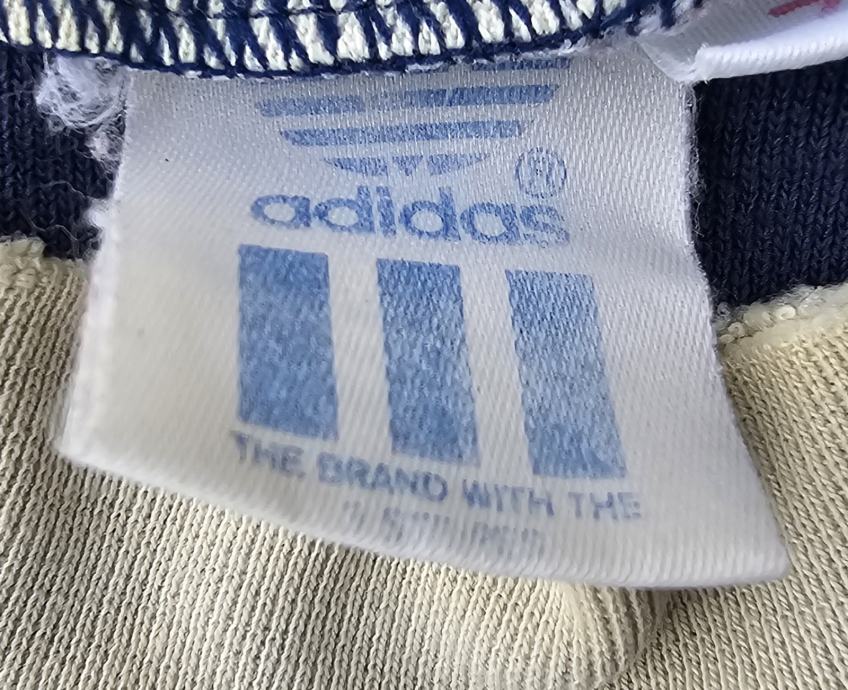 ®
adidas
THE BRAND WITH THE